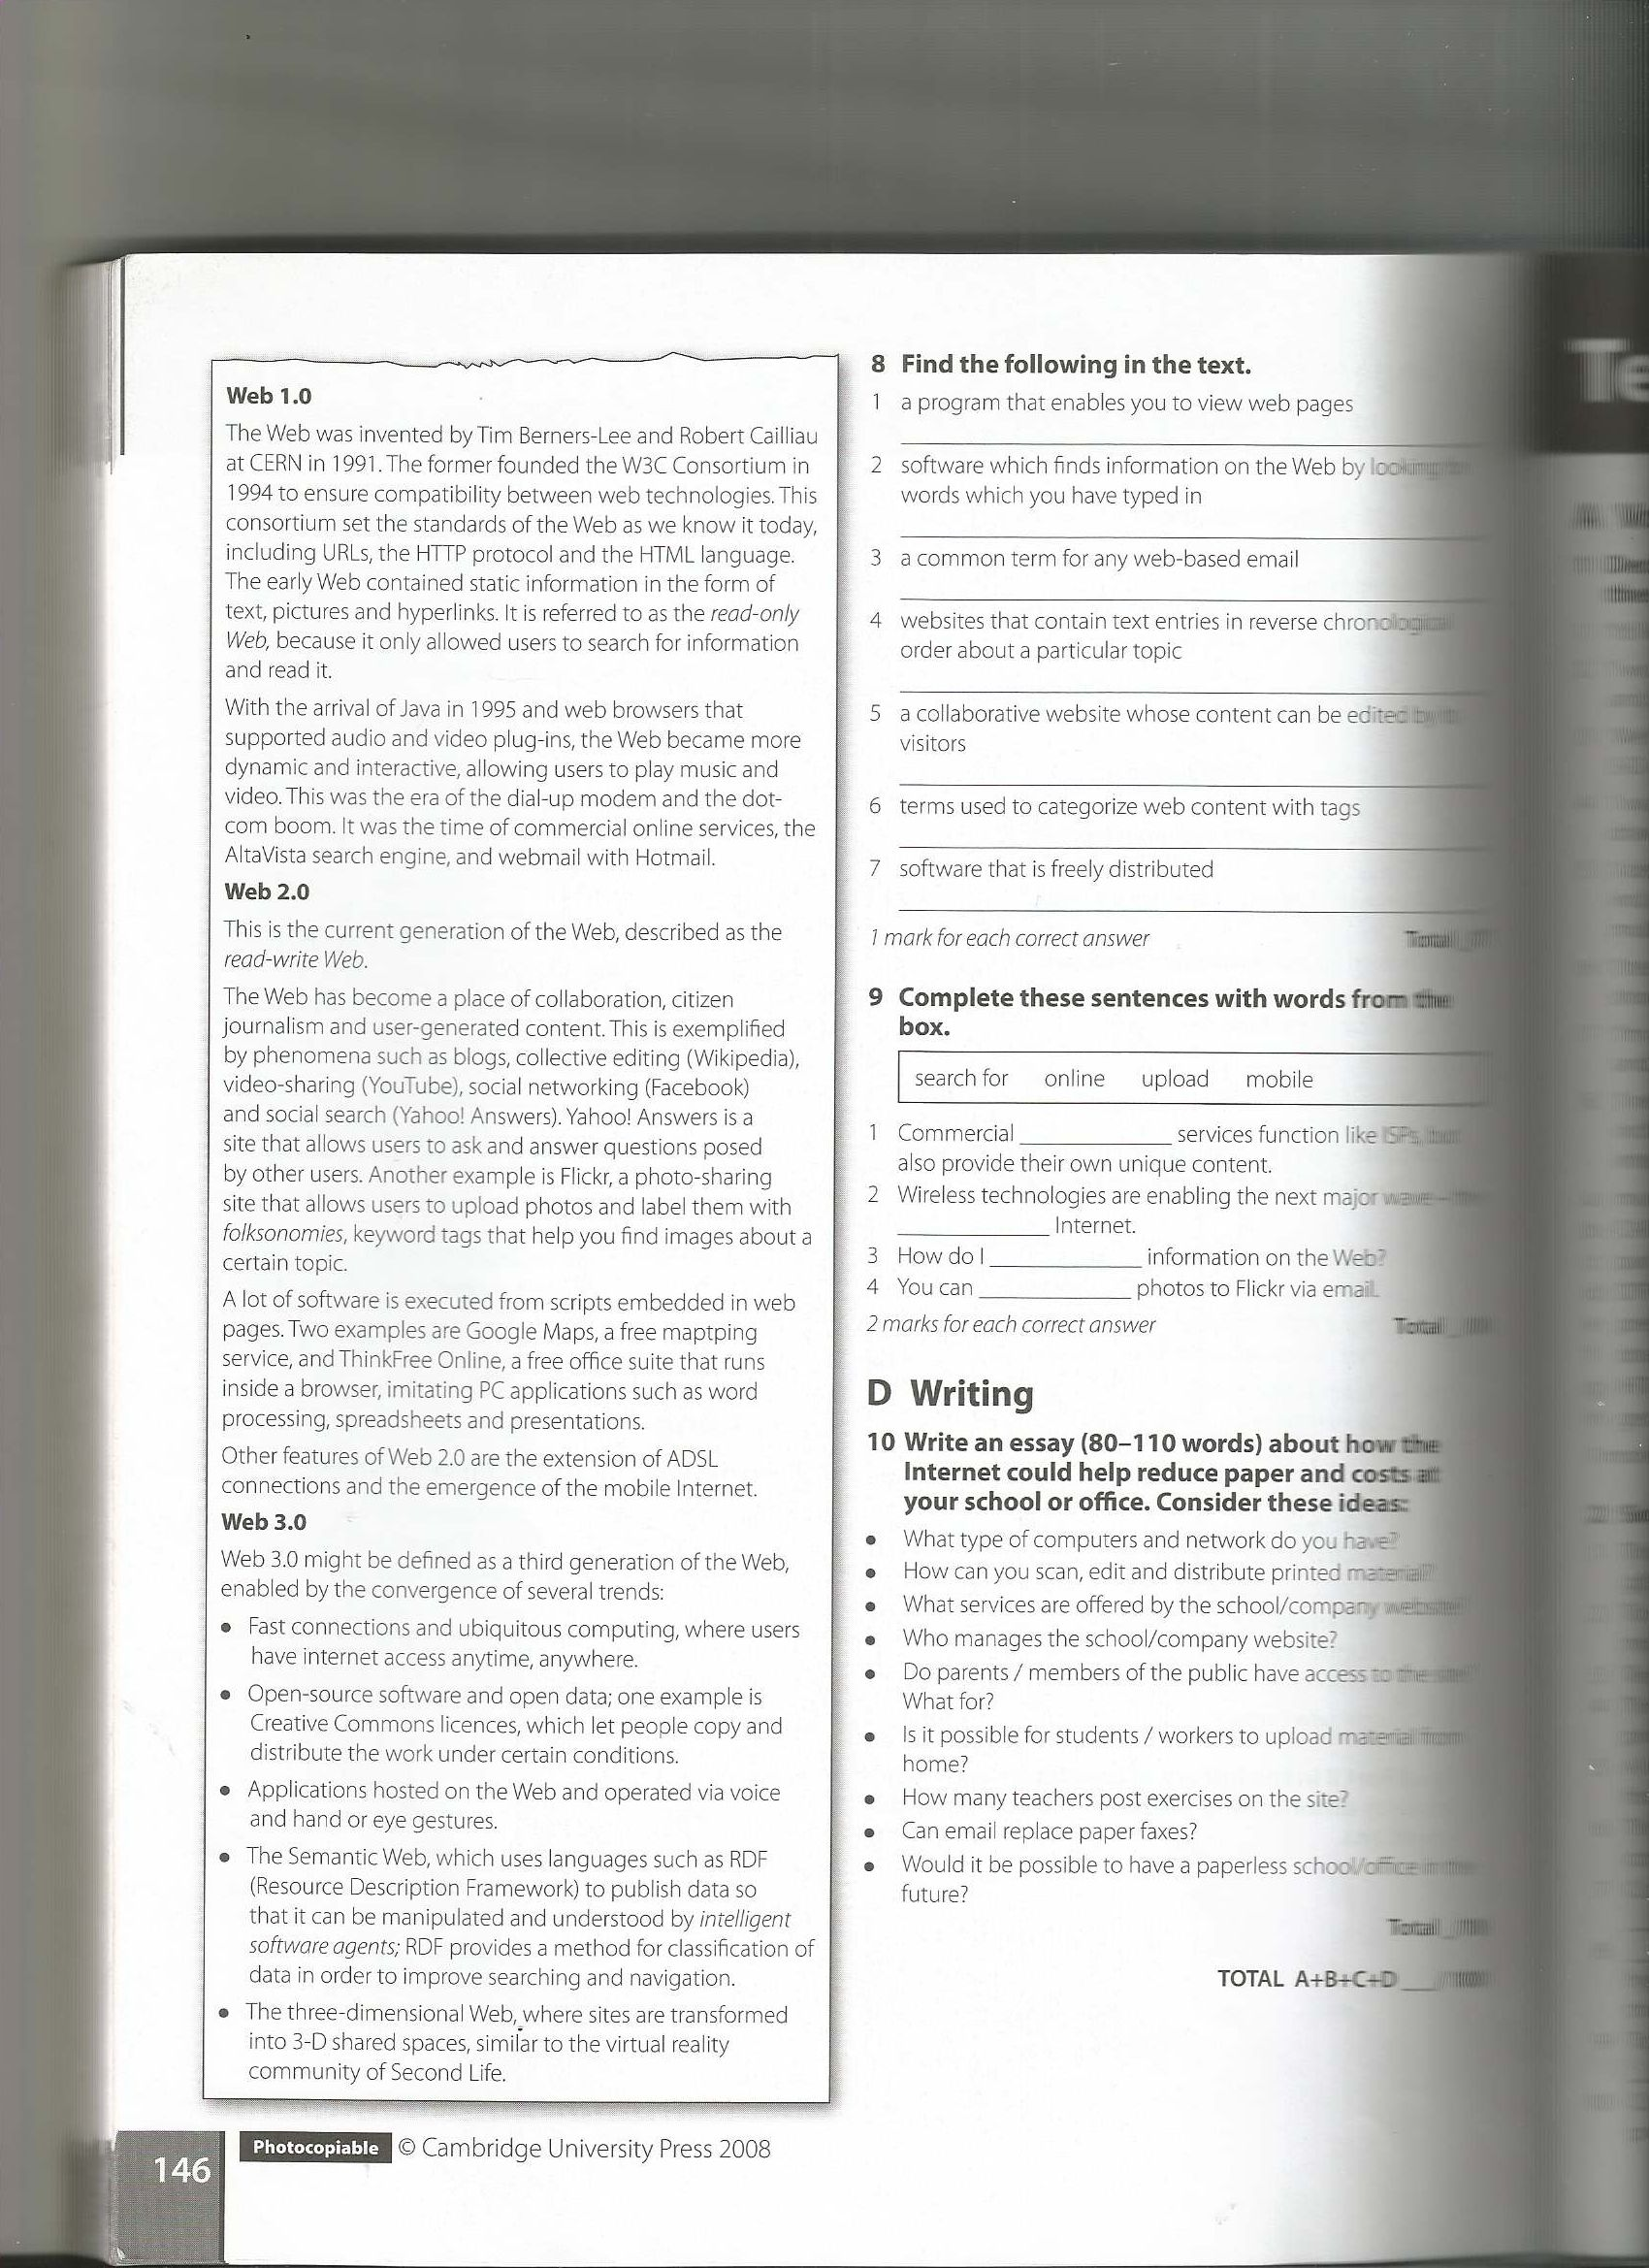 Web 1.0
The Web was invented by Tim Berners-Lee and Robert Cailliau
at CERN in 1991. The former founded the W3C Consortium in
1994 to ensure compatibility between web technologies. This
consortium set the standards of the Web as we know it today,
including URLs, the HTTP protocol and the HTML language.
The early Web contained static information in the form of
text, pictures and hyperlinks. It is referred to as the read-only
Web, because it only allowed users to search for information
and read it.
With the arrival of Java in 1995 and web browsers that
supported audio and video plug-ins, the Web became more
dynamic and interactive, allowing users to play music and
video. This was the era of the dial-up modem and the dot-
com boom. It was the time of commercial online services, the
AltaVista search engine, and webmail with Hotmail.
Web 2.0
This is the current generation of the Web, described as the
read-write Web.
The Web has become a place of collaboration, citizen
journalism and user-generated content. This is exemplified
by phenomena such as blogs, collective editing (Wikipedia),
video-sharing (YouTube), social networking (Facebook)
and social search (Yahoo! Answers). Yahoo! Answers is a
site that allows users to ask and answer questions posed
by other users. Another example is Flickr, a photo-sharing
site that allows users to upload photos and label them with
folksonomies, keyword tags that help you find images about a
certain topic.
A lot of software is executed from scripts embedded in web
pages. Two examples are Google Maps, a free maptping
service, and ThinkFree Online, a free office suite that runs
inside a browser, imitating PC applications such as word
processing, spreadsheets and presentations.
Other features of Web 2.0 are the extension of ADSL
connections and the emergence of the mobile Internet.
Web 3.0
Web 3.0 might be defined as a third generation of the Web,
enabled by the convergence of several trends:
• Fast connections and ubiquitous computing, where users
have internet access anytime, anywhere.
• Open-source software and open data; one example is
Creative Commons licences, which let people copy and
distribute the work under certain conditions.
• Applications hosted on the Web and operated via voice
and hand or eye gestures.
• The Semantic Web, which uses languages such as RDF
(Resource Description Framework) to publish data so
that it can be manipulated and understood by intelligent
software agents; RDF provides a method for classification of
data in order to improve searching and navigation.
• The three-dimensional Web, where sites are transformed
into 3-D shared spaces, similar to the virtual reality
community of Second Life.
8 Find the following in the text.
1 a program that enables you to view web pages
2 software which finds information on the Web by looking
words which you have typed in
3 a common term for any web-based email
4 websites that contain text entries in reverse chronological
order about a particular topic
5 a collaborative website whose content can be edited by
visitors
6 terms used to categorize web content with tags
7 software that is freely distributed
1 mark for each correct answer
Total
9 Complete these sentences with words from the
box.
search for online upload mobile
1 Commercial ____ services function like ISPs, but
also provide their own unique content.
2 Wireless technologies are enabling the next major wave –
____ Internet.
3 How do I ____ information on the Web?
4 You can ____ photos to Flickr via email.
2 marks for each correct answer
Total
D Writing
10 Write an essay (80–110 words) about how the
Internet could help reduce paper and costs at
your school or office. Consider these ideas:
• What type of computers and network do you have?
• How can you scan, edit and distribute printed material?
• What services are offered by the school/company website?
• Who manages the school/company website?
• Do parents / members of the public have access to the site?
What for?
• Is it possible for students / workers to upload material from
home?
• How many teachers post exercises on the site?
• Can email replace paper faxes?
• Would it be possible to have a paperless school/office in the
future?
Total
TOTAL A+B+C+D
146
Photocopiable © Cambridge University Press 2008
Te